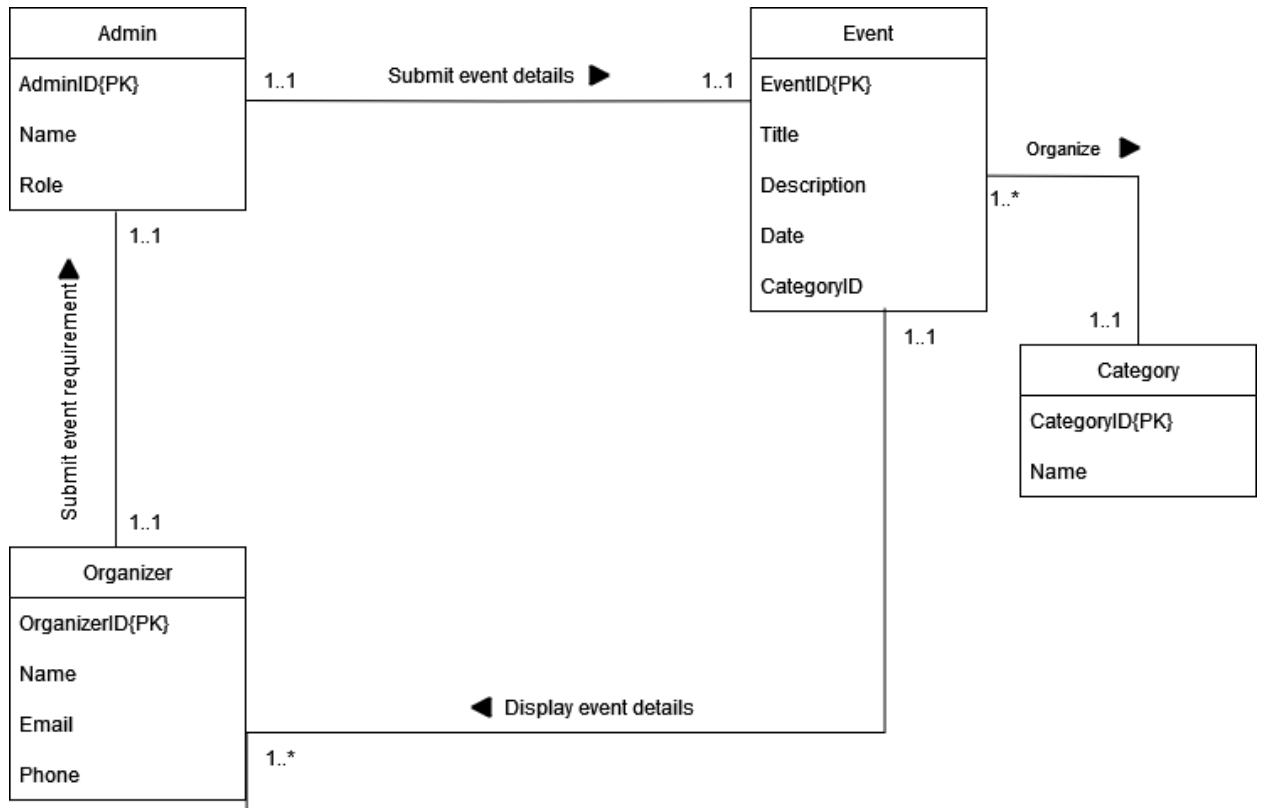 Admin
AdminID{PK}
Name
Role
1..1
Submit event details
1..1
Event
EventID{PK}
Title
Description
Date
CategoryID
Organize
1..*
1..1
Category
CategoryID{PK}
Name
1..1
Submit event requirement
1..1
Organizer
OrganizerID{PK}
Name
Email
Phone
1..1
Display event details
1..*